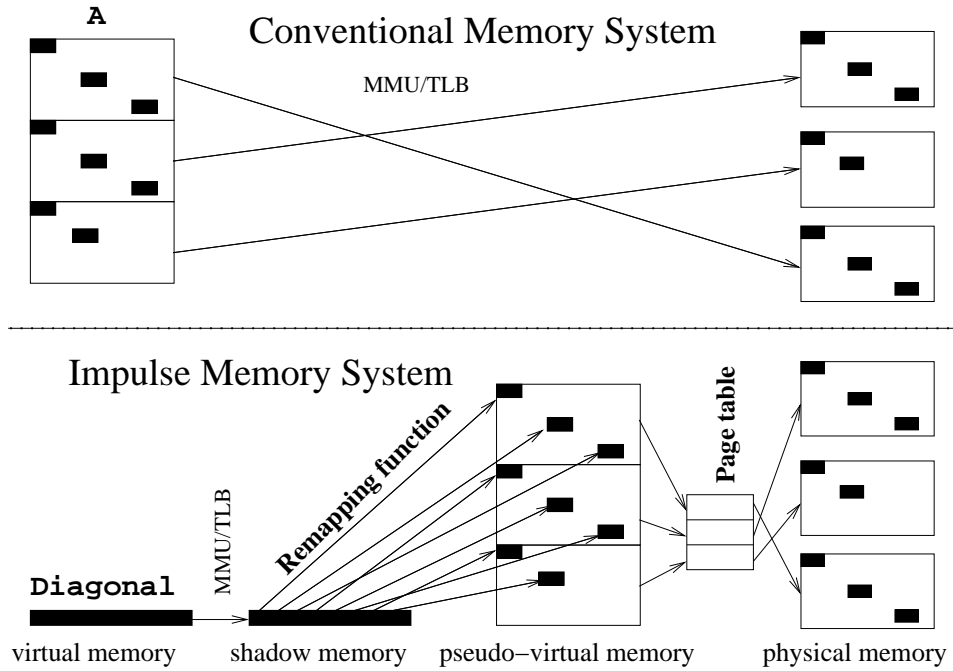 A
Conventional Memory System
MMU/TLB
Impulse Memory System
Remapping function
Page table
MMU/TLB
Diagonal
virtual memory
shadow memory
pseudo−virtual memory
physical memory